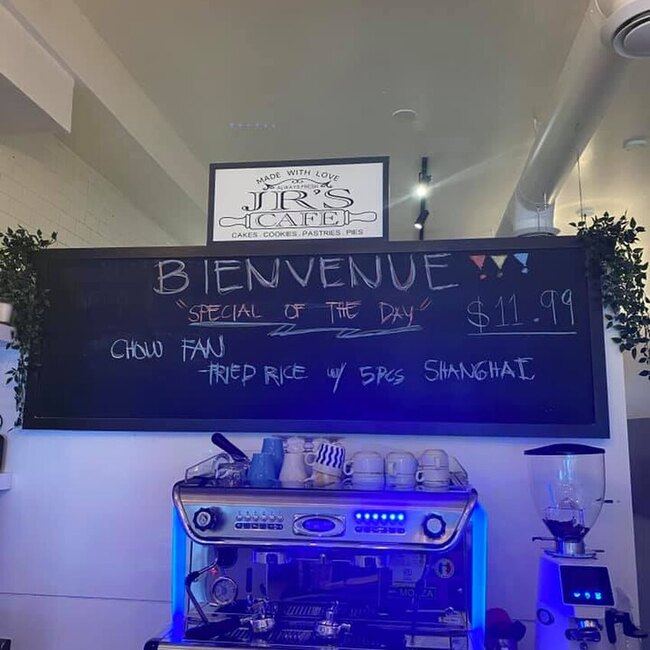 MADE WITH LOVE
ALWAYS FRESH
JR'S
CAFE
CAKES . COOKIES . PASTRIES . PIES
BIENVENUE !!!
"SPECIAL OF THE DAY" $11.99
CHOW FAN
FRIED RICE w/ 5PCS SHANGHAI